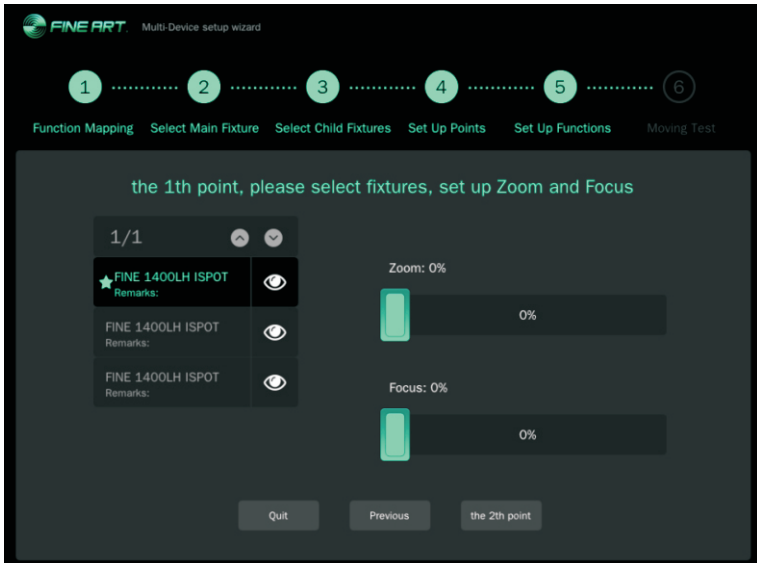 FINE ART. Multi-Device setup wizard
1 2 3 4 5 6
Function Mapping Select Main Fixture Select Child Fixtures Set Up Points Set Up Functions Moving Test
the 1th point, please select fixtures, set up Zoom and Focus
1/1
FINE 1400LH ISPOT
Remarks:
FINE 1400LH ISPOT
Remarks:
FINE 1400LH ISPOT
Remarks:
Zoom: 0%
0%
Focus: 0%
0%
Quit Previous the 2th point